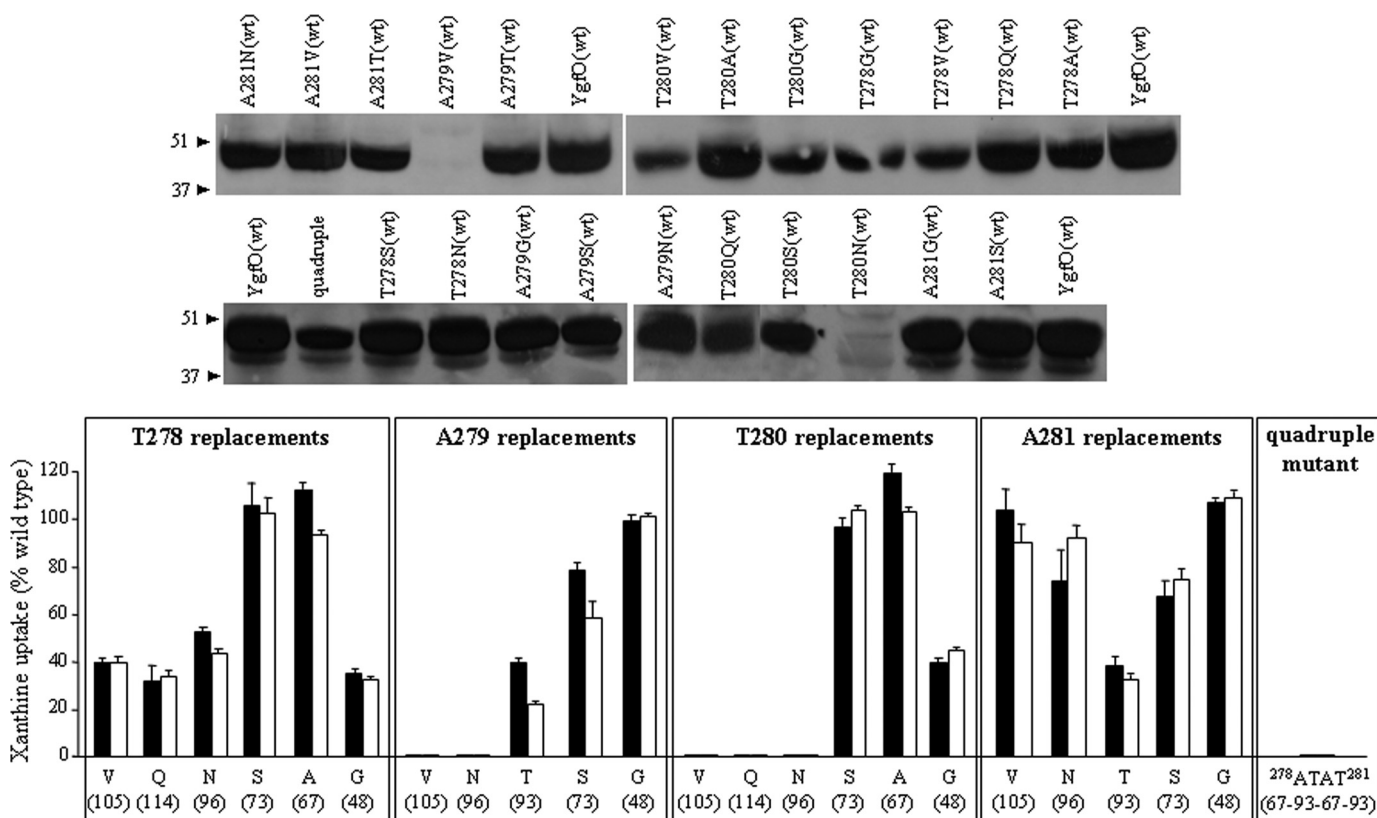 A281N(wt) A281V(wt) A281T(wt) A279V(wt) A279T(wt) YgfO(wt) T280V(wt) T280A(wt) T280G(wt) T278G(wt) T278V(wt) T278Q(wt) T278A(wt) YgfO(wt)
51
37
YgfO(wt) quadruple T278S(wt) T278N(wt) A279G(wt) A279S(wt) A279N(wt) T280Q(wt) T280S(wt) T280N(wt) A281G(wt) A281S(wt) YgfO(wt)
51
37
T278 replacements A279 replacements T280 replacements A281 replacements quadruple
mutant
Xanthine uptake (% wild type)
120
100
80
60
40
20
0
V Q N S A G V N T S G V Q N S A G V N T S G ²⁷⁸ATAT²⁸¹
(105) (114) (96) (73) (67) (48) (105) (96) (93) (73) (48) (105) (114) (96) (73) (67) (48) (105) (96) (93) (73) (48) (67-93-67-93)